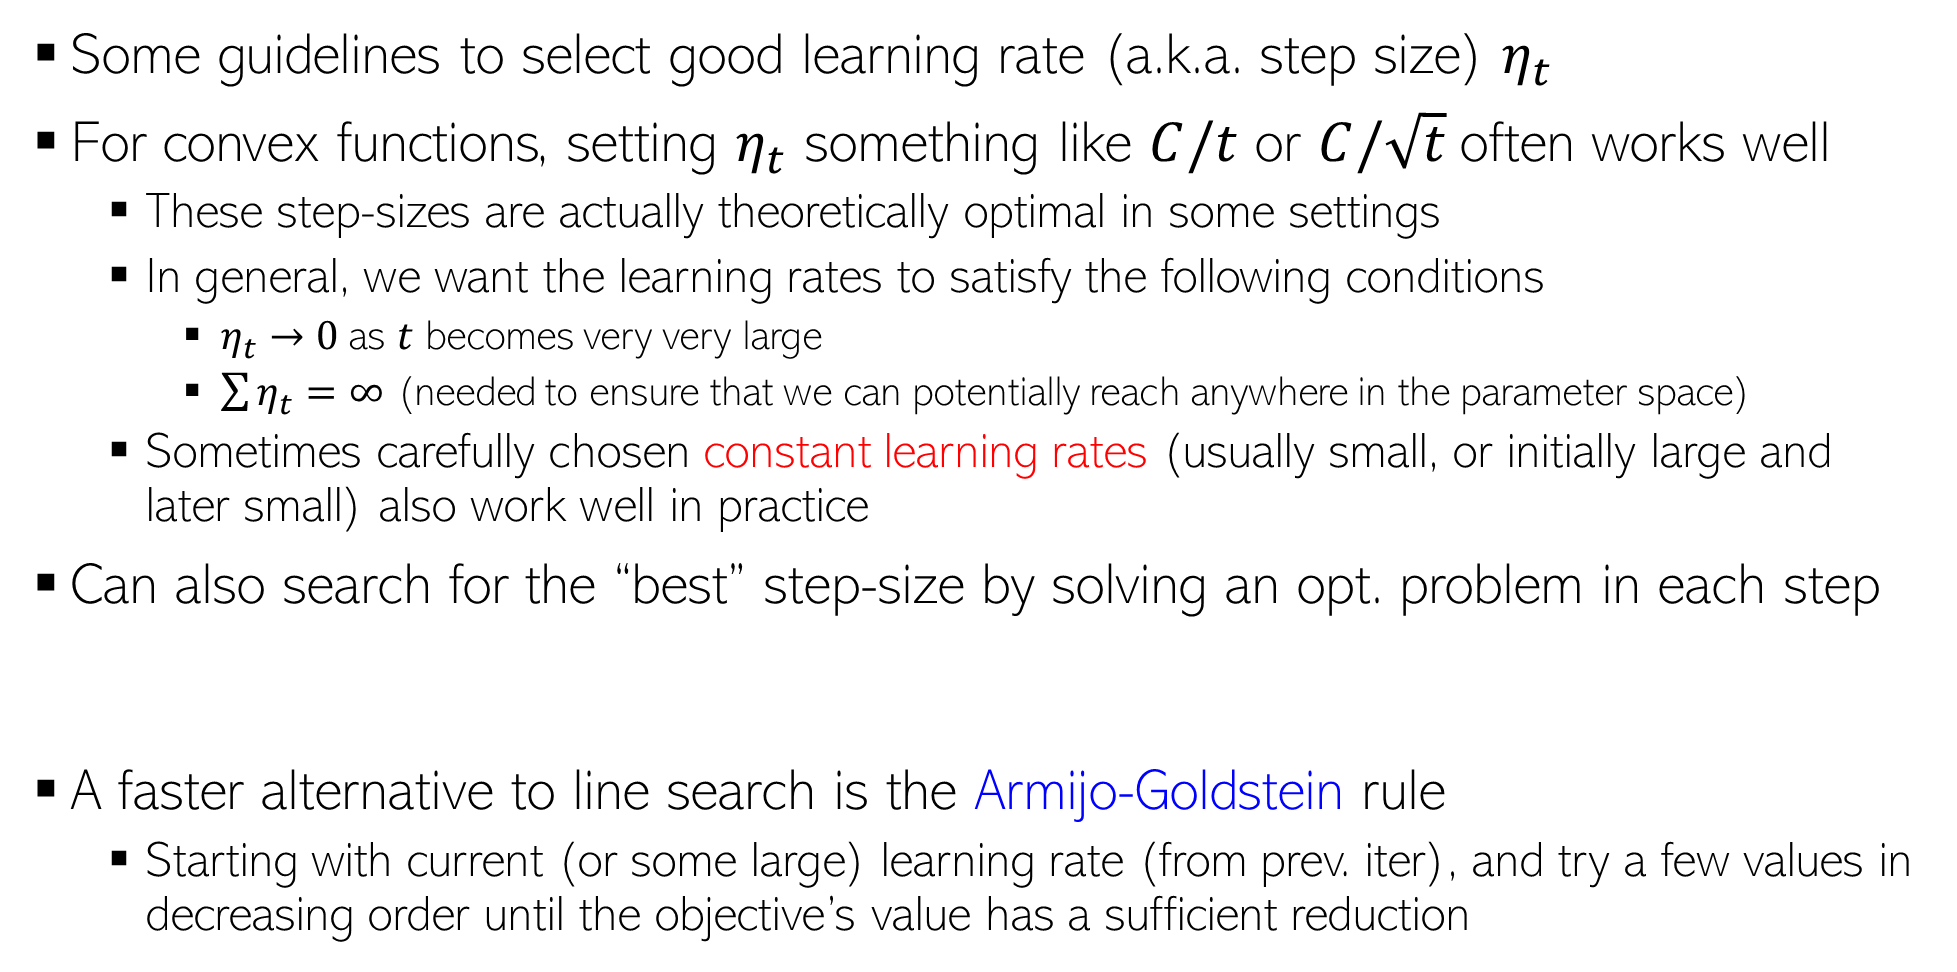 ▪ Some guidelines to select good learning rate (a.k.a. step size) η_t
▪ For convex functions, setting η_t something like C/t or C/√t often works well
▪ These step-sizes are actually theoretically optimal in some settings
▪ In general, we want the learning rates to satisfy the following conditions
▪ η_t → 0 as t becomes very very large
▪ ∑ η_t = ∞ (needed to ensure that we can potentially reach anywhere in the parameter space)
▪ Sometimes carefully chosen constant learning rates (usually small, or initially large and
later small) also work well in practice
▪ Can also search for the “best” step-size by solving an opt. problem in each step
▪ A faster alternative to line search is the Armijo-Goldstein rule
▪ Starting with current (or some large) learning rate (from prev. iter), and try a few values in
decreasing order until the objective’s value has a sufficient reduction